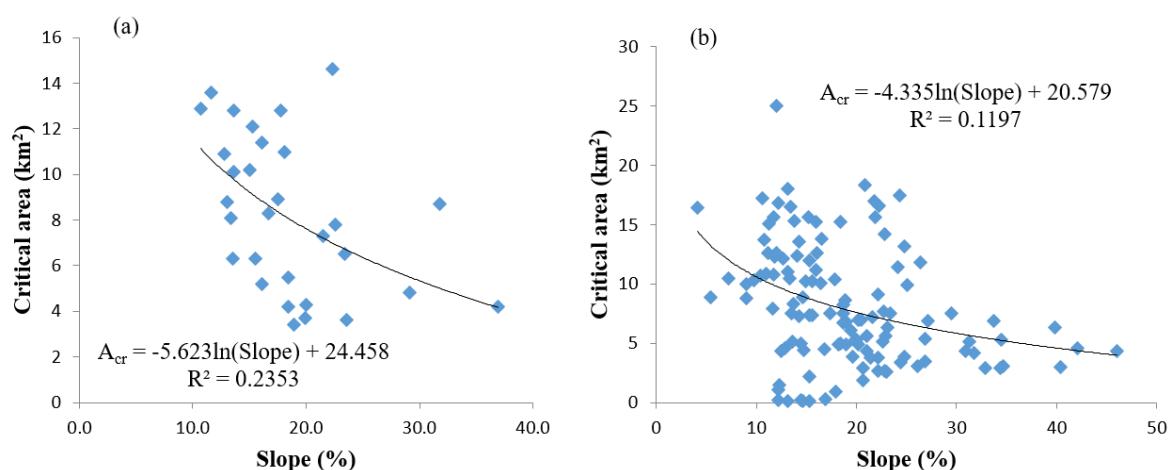 (a)
16
14
12
10
8
6
4
2
0
0.0 10.0 20.0 30.0 40.0
Critical area (km²)
Slope (%)
A_cr = -5.623ln(Slope) + 24.458
R² = 0.2353
(b)
30
25
20
15
10
5
0
0 10 20 30 40 50
Critical area (km²)
Slope (%)
A_cr = -4.335ln(Slope) + 20.579
R² = 0.1197